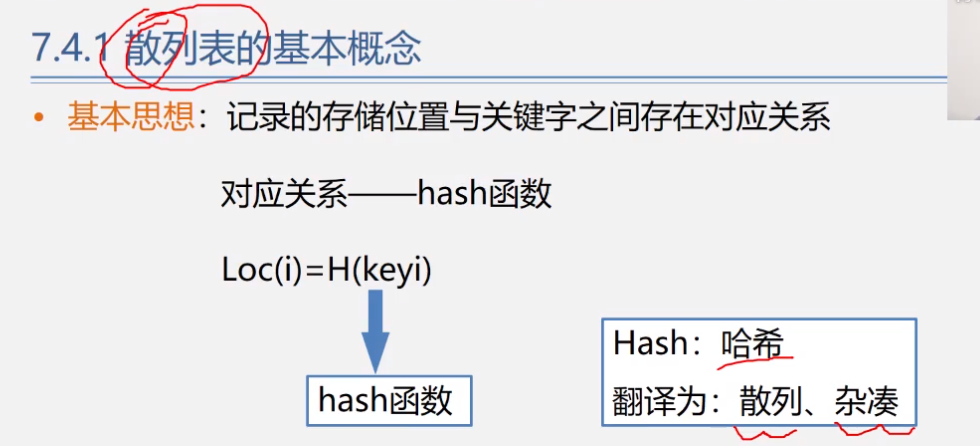 7.4.1 散列表的基本概念
• 基本思想：记录的存储位置与关键字之间存在对应关系
对应关系——hash函数
Loc(i)=H(keyi)
hash函数
Hash：哈希
翻译为：散列、杂凑